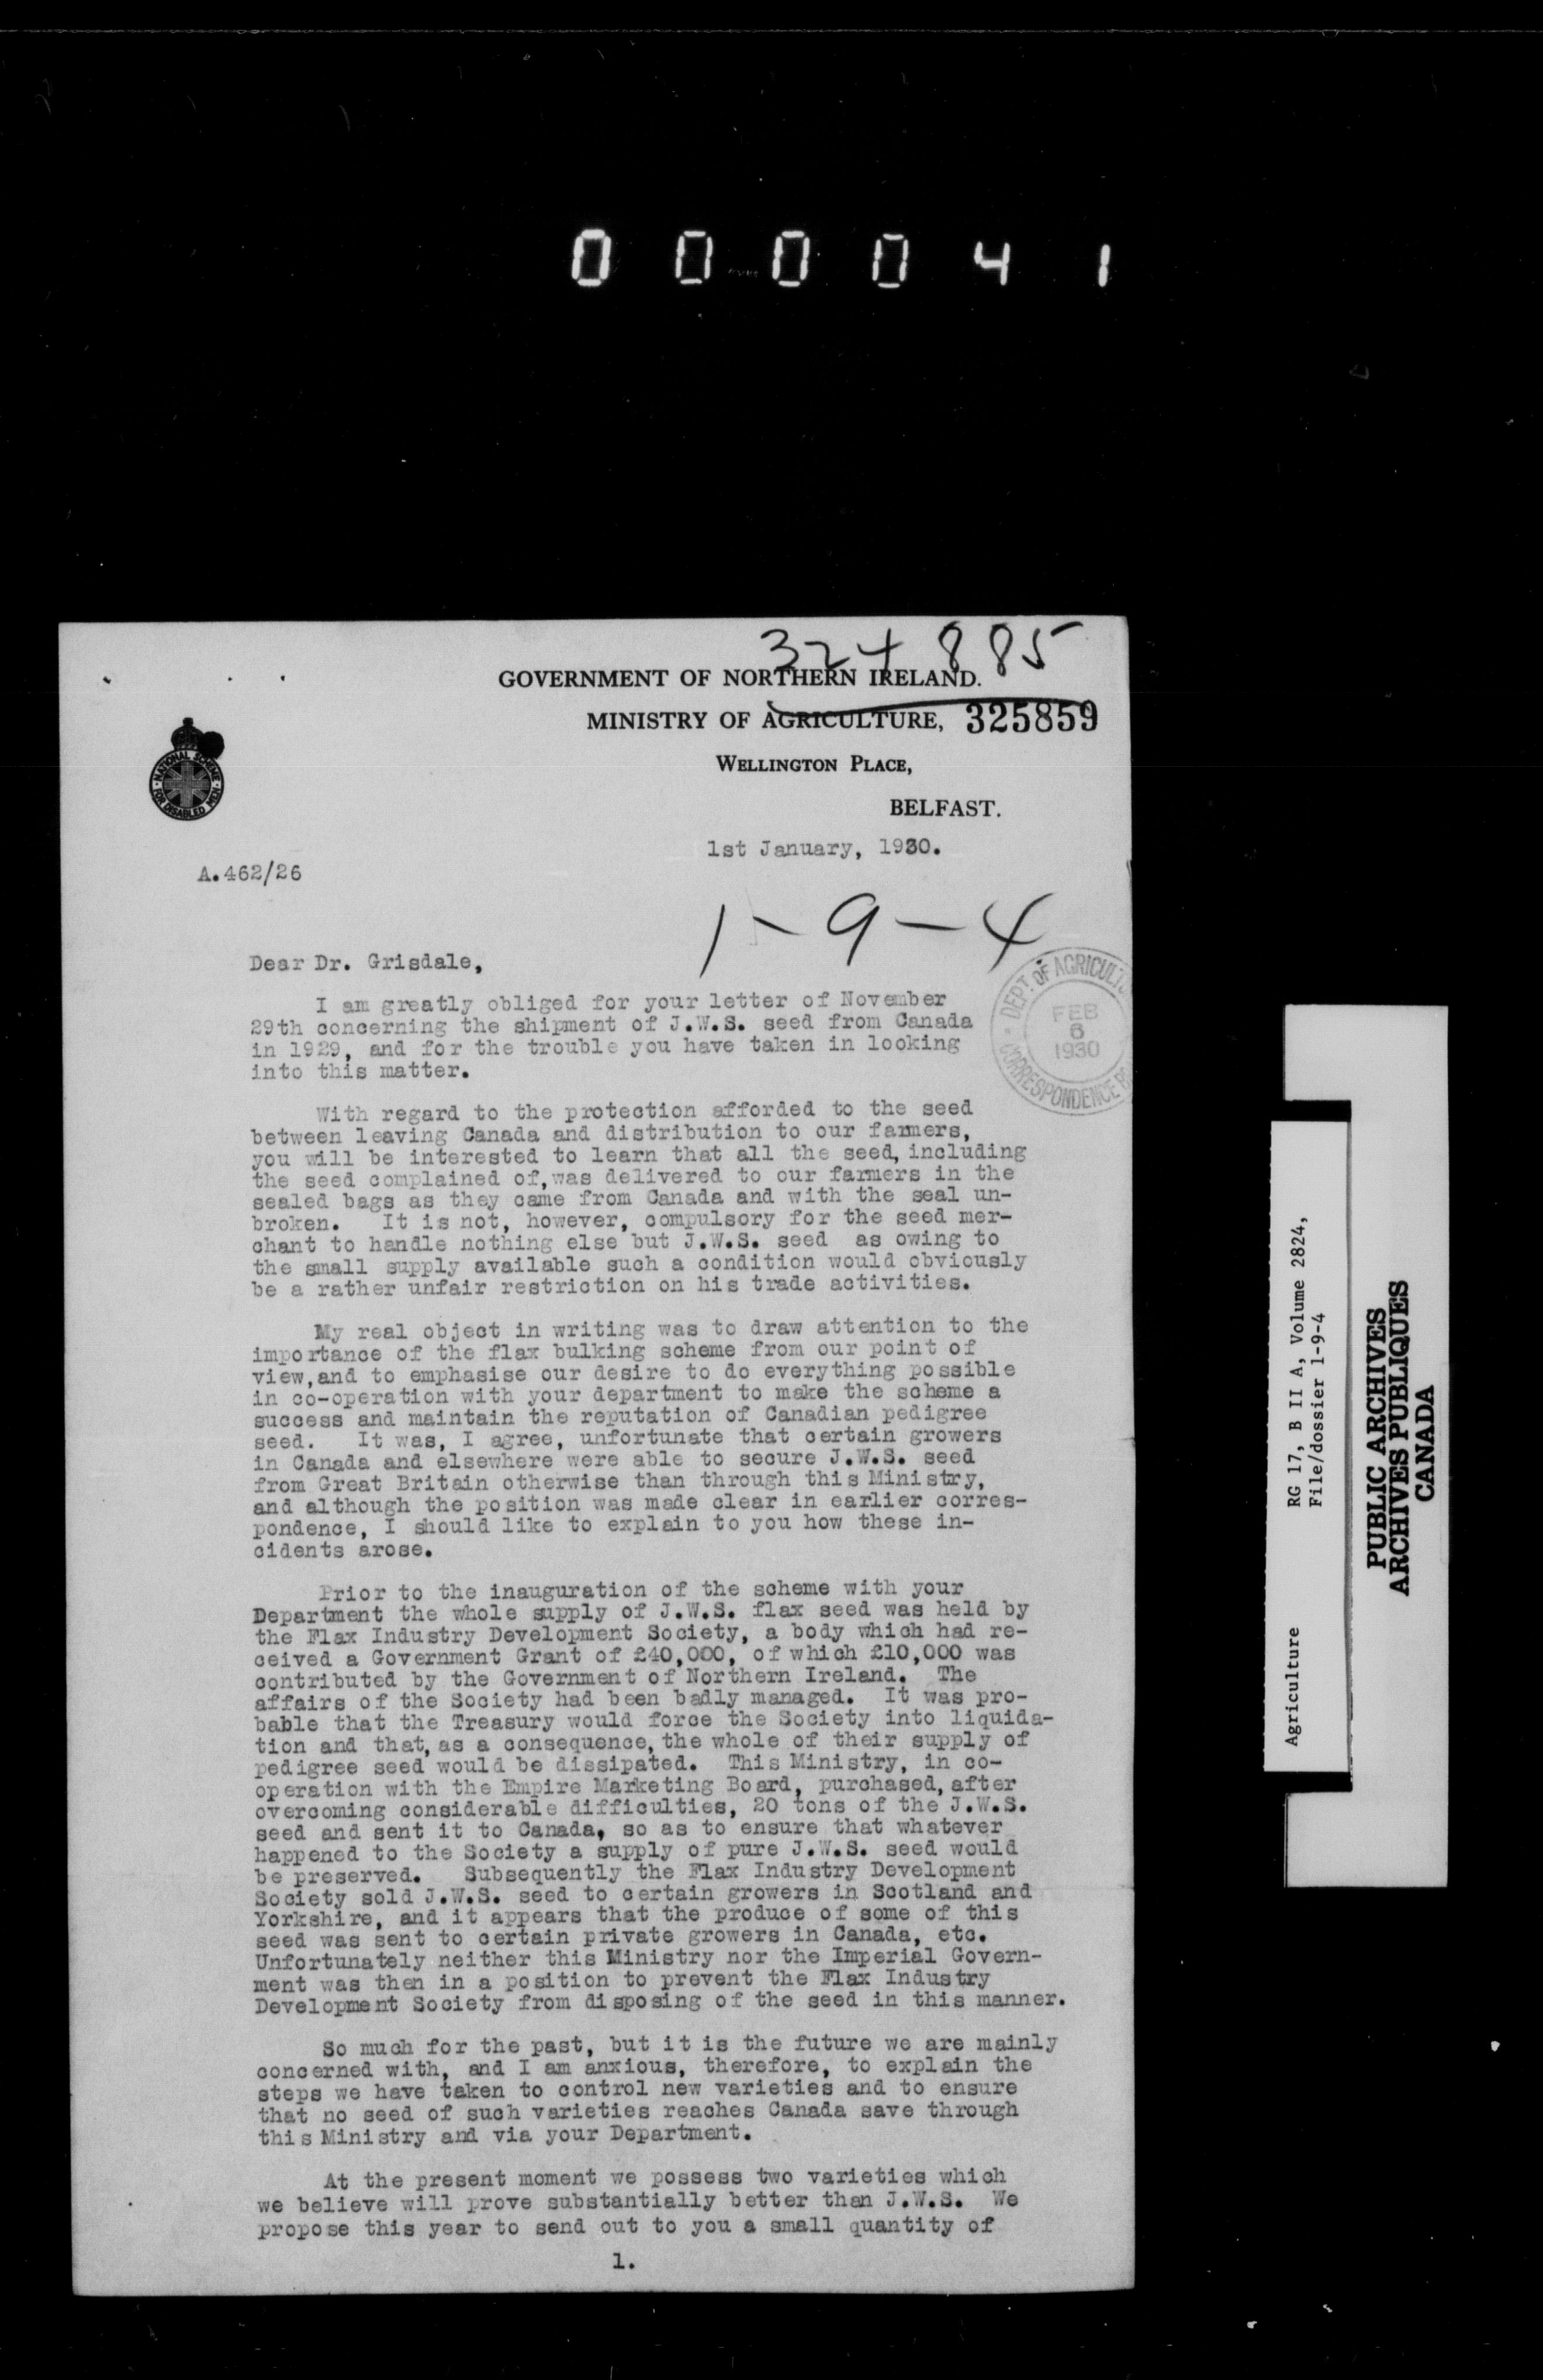 000041
324885
GOVERNMENT OF NORTHERN IRELAND.
MINISTRY OF AGRICULTURE, 325859
WELLINGTON PLACE,
BELFAST.
NATIONAL SCHEME
FOR DISABLED MEN
1st January, 1930.
A.462/26
1-9-4
Dear Dr. Grisdale,
DEPT. OF AGRICULT
FEB
6
1930
CORRESPONDENCE
I am greatly obliged for your letter of November
29th concerning the shipment of J.W.S. seed from Canada
in 1929, and for the trouble you have taken in looking
into this matter.
With regard to the protection afforded to the seed
between leaving Canada and distribution to our farmers,
you will be interested to learn that all the seed, including
the seed complained of, was delivered to our farmers in the
sealed bags as they came from Canada and with the seal un-
broken. It is not, however, compulsory for the seed mer-
chant to handle nothing else but J.W.S. seed as owing to
the small supply available such a condition would obviously
be a rather unfair restriction on his trade activities.
My real object in writing was to draw attention to the
importance of the flax bulking scheme from our point of
view, and to emphasise our desire to do everything possible
in co-operation with your department to make the scheme a
success and maintain the reputation of Canadian pedigree
seed. It was, I agree, unfortunate that certain growers
in Canada and elsewhere were able to secure J.W.S. seed
from Great Britain otherwise than through this Ministry,
and although the position was made clear in earlier corres-
pondence, I should like to explain to you how these in-
cidents arose.
Prior to the inauguration of the scheme with your
Department the whole supply of J.W.S. flax seed was held by
the Flax Industry Development Society, a body which had re-
ceived a Government Grant of £40,000, of which £10,000 was
contributed by the Government of Northern Ireland. The
affairs of the Society had been badly managed. It was pro-
bable that the Treasury would force the Society into liquida-
tion and that, as a consequence, the whole of their supply of
pedigree seed would be dissipated. This Ministry, in co-
operation with the Empire Marketing Board, purchased, after
overcoming considerable difficulties, 20 tons of the J.W.S.
seed and sent it to Canada, so as to ensure that whatever
happened to the Society a supply of pure J.W.S. seed would
be preserved. Subsequently the Flax Industry Development
Society sold J.W.S. seed to certain growers in Scotland and
Yorkshire, and it appears that the produce of some of this
seed was sent to certain private growers in Canada, etc.
Unfortunately neither this Ministry nor the Imperial Govern-
ment was then in a position to prevent the Flax Industry
Development Society from disposing of the seed in this manner.
So much for the past, but it is the future we are mainly
concerned with, and I am anxious, therefore, to explain the
steps we have taken to control new varieties and to ensure
that no seed of such varieties reaches Canada save through
this Ministry and via your Department.
At the present moment we possess two varieties which
we believe will prove substantially better than J.W.S. We
propose this year to send out to you a small quantity of
1.
Agriculture RG 17, B II A, Volume 2824,
File/dossier 1-9-4
PUBLIC ARCHIVES
ARCHIVES PUBLIQUES
CANADA